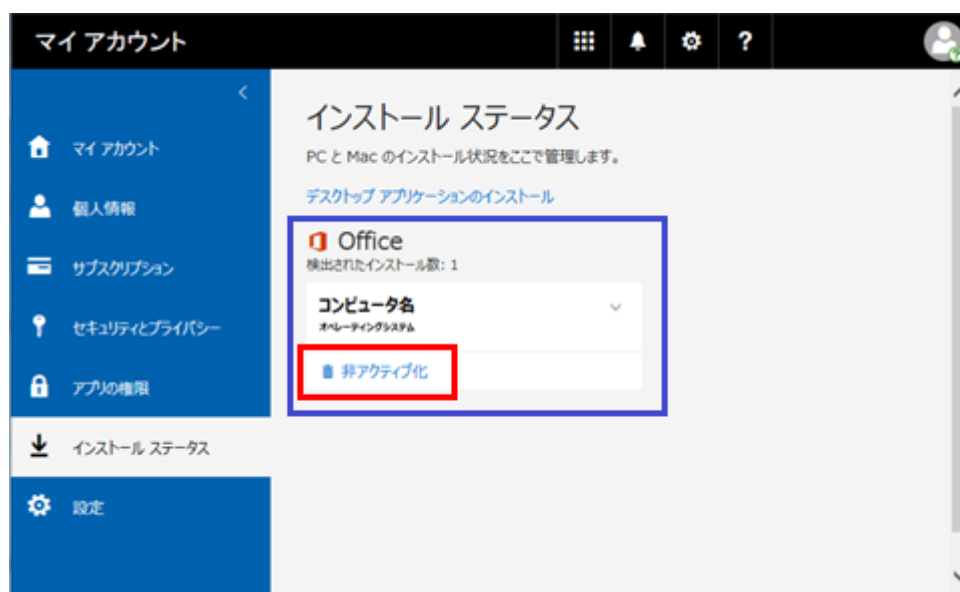 マイ アカウント
?
マイ アカウント
個人情報
サブスクリプション
セキュリティとプライバシー
アプリの権限
インストール ステータス
設定
インストール ステータス
PC と Mac のインストール状況をここで管理します。
デスクトップ アプリケーションのインストール
Office
検出されたインストール数: 1
コンピュータ名
オペレーティングシステム
非アクティブ化